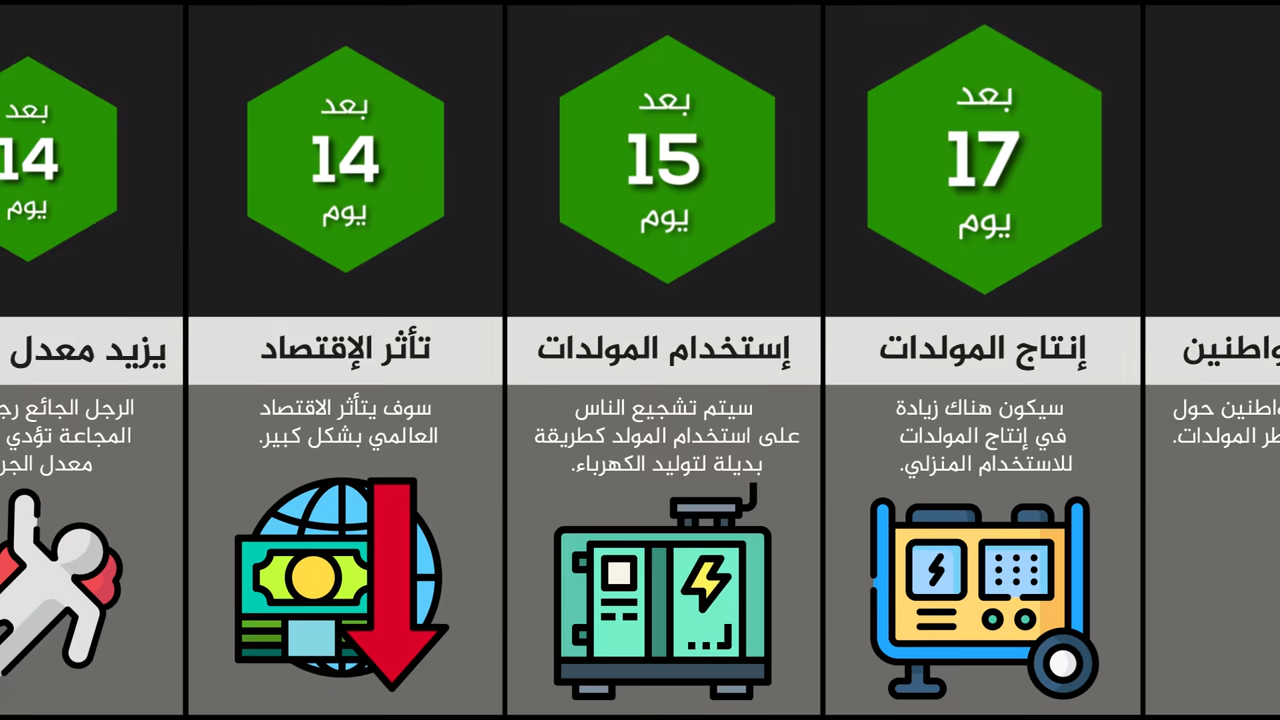 بعد
14
يوم
يزيد معدل
الرجل الجائع
المجاعة تؤدي
معدل
بعد
14
يوم
تأثر الإقتصاد
سوف يتأثر الاقتصاد
العالمي بشكل كبير.
بعد
15
يوم
إستخدام المولدات
سيتم تشجيع الناس
على استخدام المولد كطريقة
بديلة لتوليد الكهرباء.
بعد
17
يوم
إنتاج المولدات
سيكون هناك زيادة
في إنتاج المولدات
للاستخدام المنزلي.
حول
المولدات.